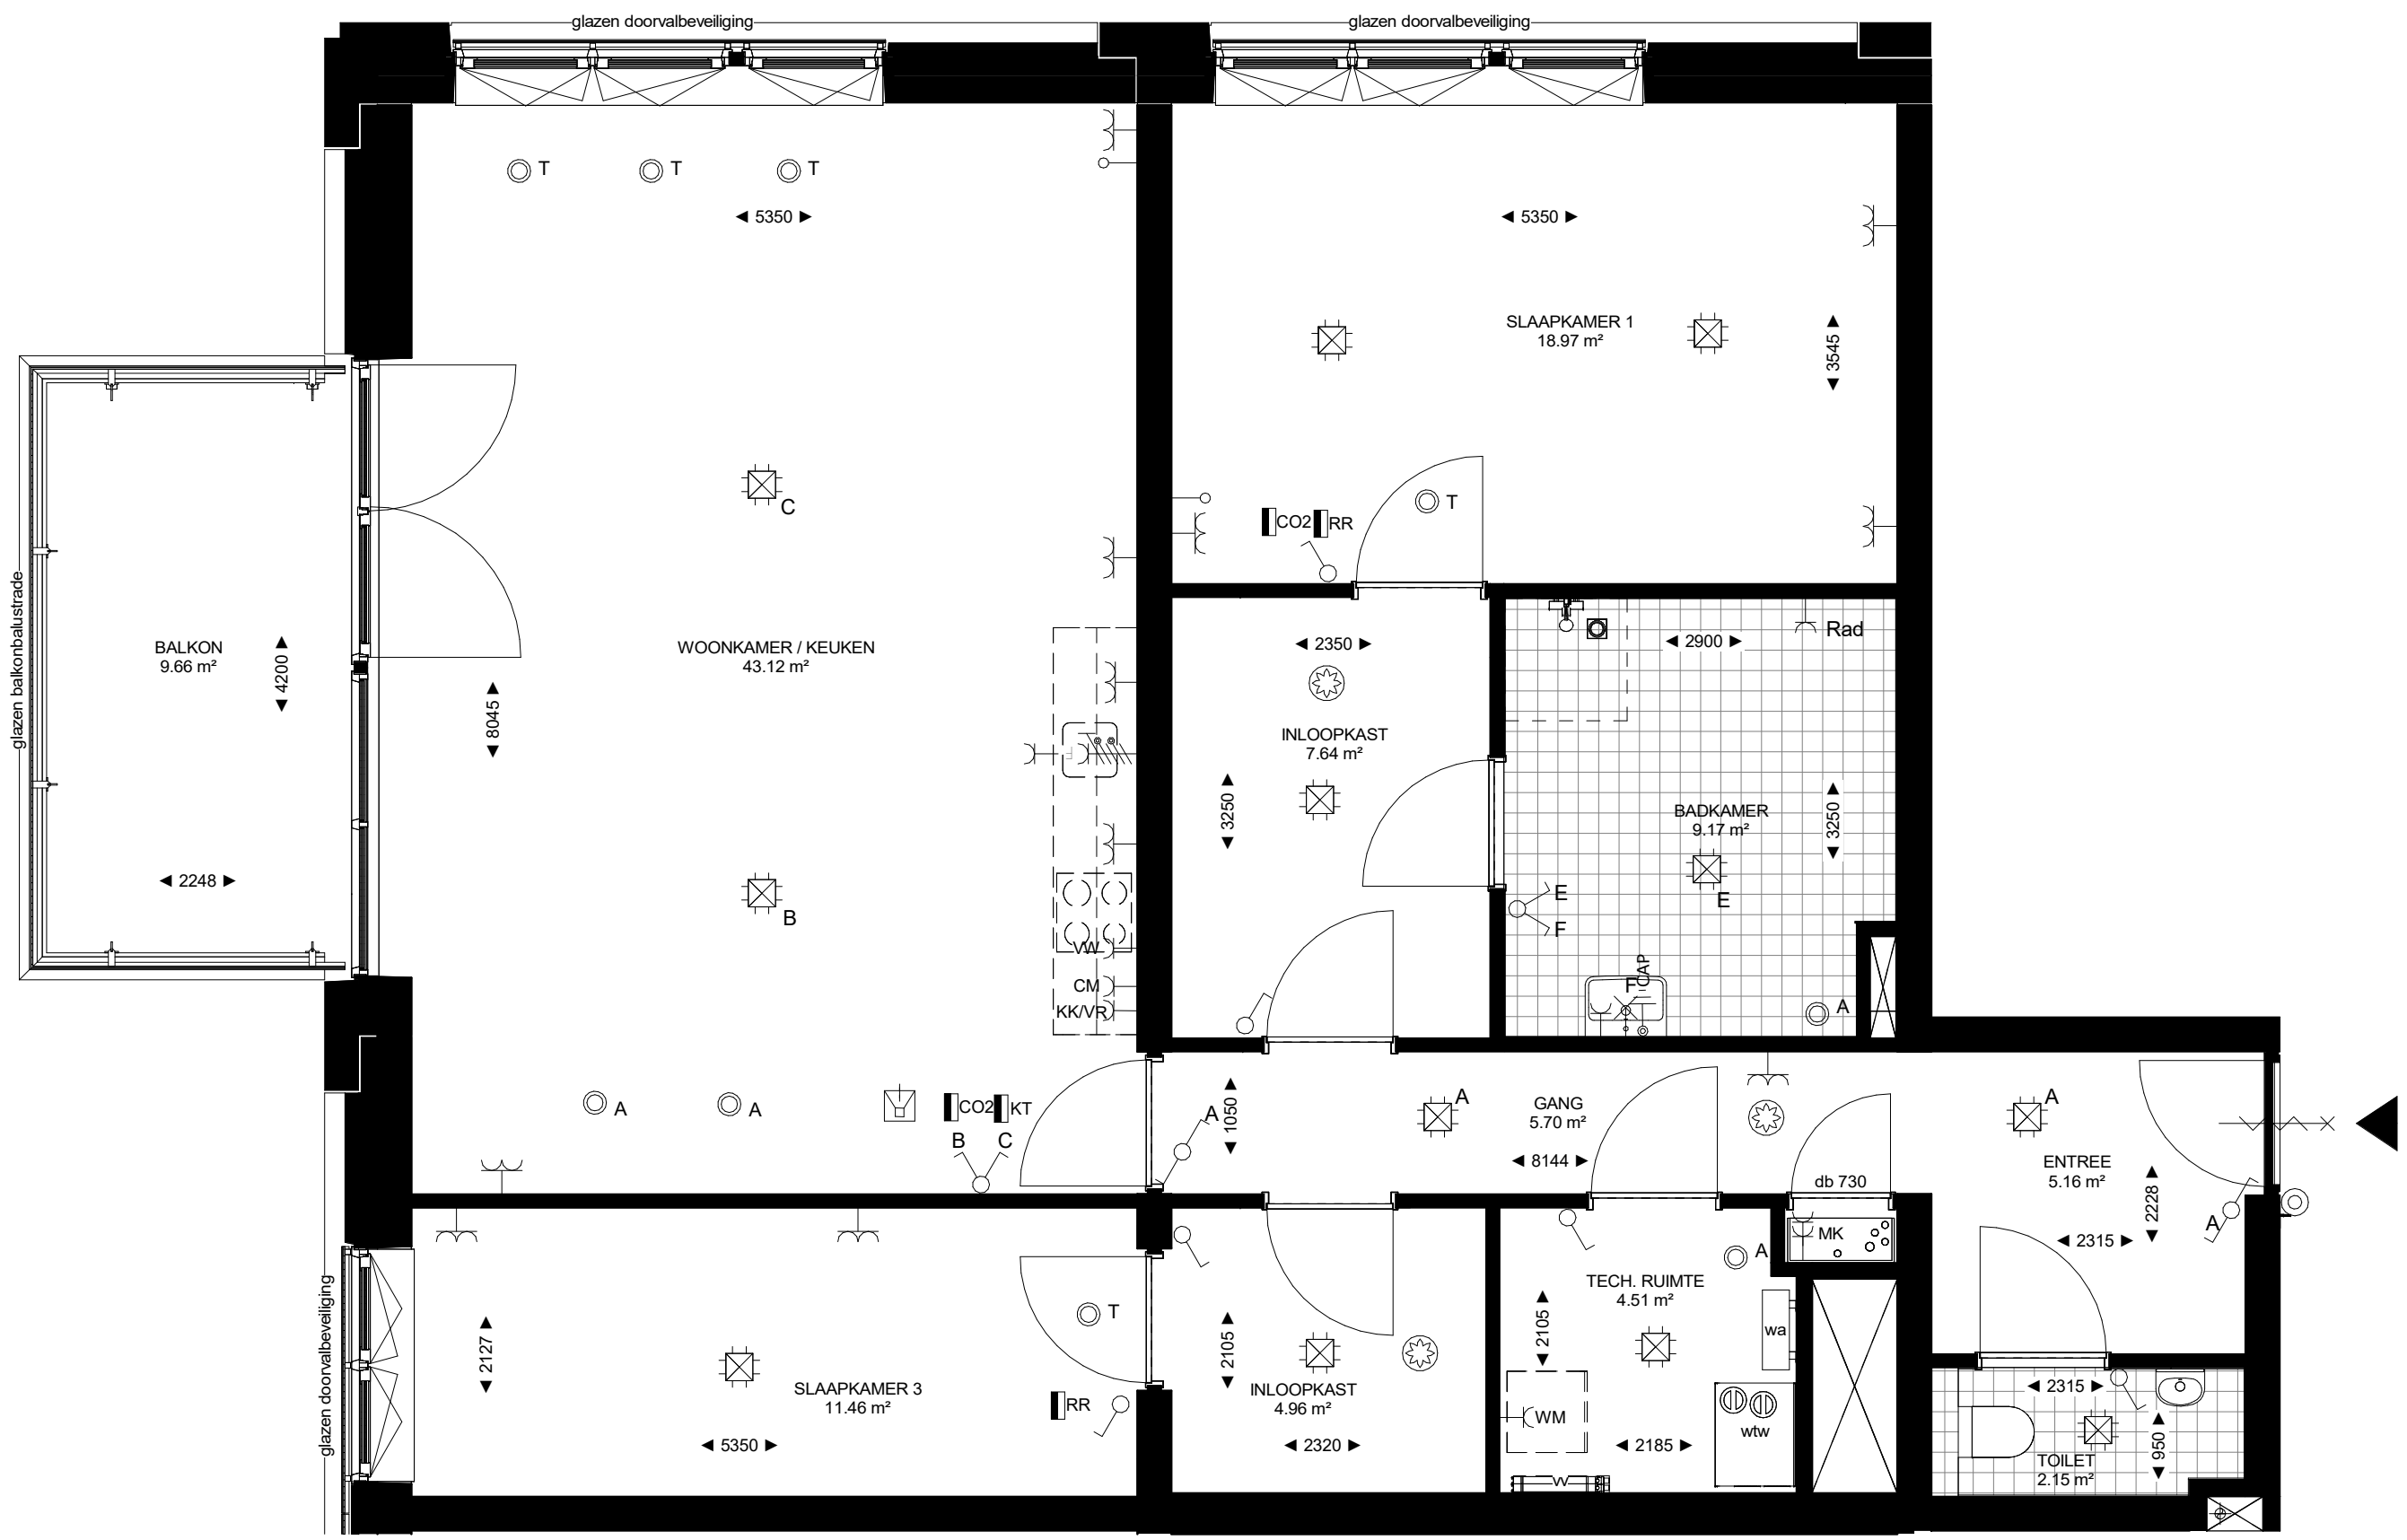 glazen doorvalbeveiliging
glazen doorvalbeveiliging
T
T
T
5350
5350
SLAAPKAMER 1
18.97 m²
3545
C
CO2
RR
T
glazen balkonbalustrade
BALKON
9.66 m²
4200
2248
8045
WOONKAMER / KEUKEN
43.12 m²
B
VW
CM
KK/VR
2350
INLOOPKAST
7.64 m²
3250
2900
Rad
BADKAMER
9.17 m²
3250
E
E
F
F
CAP
A
A
A
CO2
KT
B
C
A
1050
A
GANG
5.70 m²
8144
db 730
MK
A
ENTREE
5.16 m²
2228
2315
A
glazen doorvalbeveiliging
2127
SLAAPKAMER 3
11.46 m²
5350
T
RR
2105
INLOOPKAST
4.96 m²
2320
A
TECH. RUIMTE
4.51 m²
2105
wa
WM
2185
wtw
V
2315
TOILET
2.15 m²
950